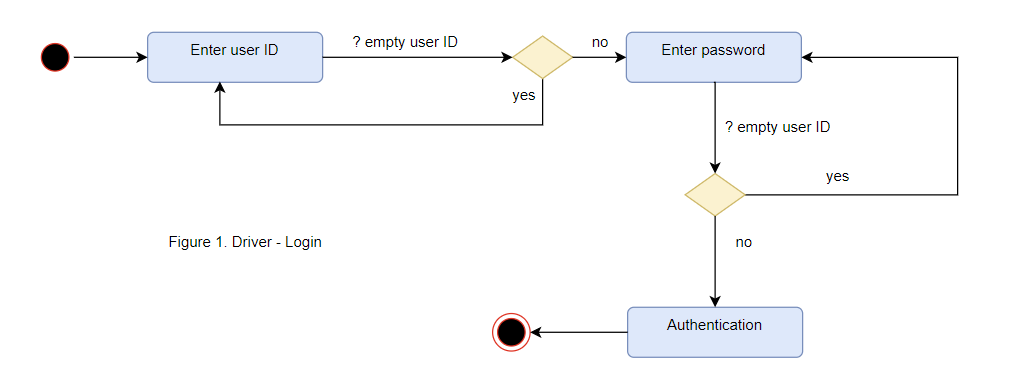 Enter user ID
? empty user ID
no
Enter password
yes
? empty user ID
yes
Figure 1. Driver - Login
no
Authentication